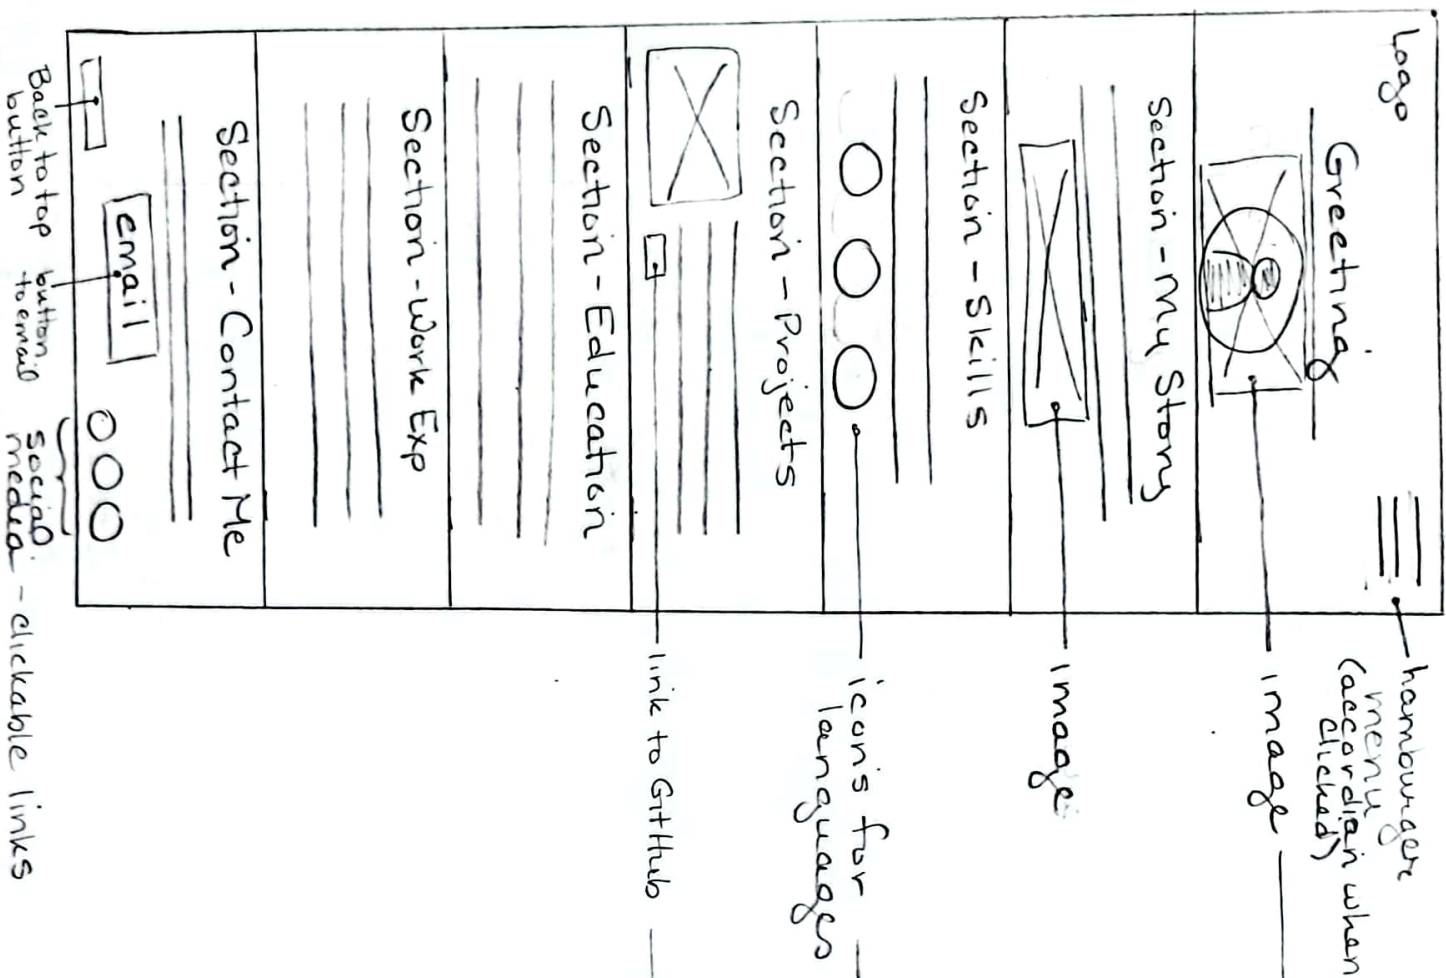 Logo
hamburger
menu
(accordian when
clicked)
Greeting
image
Section - My Story
image
Section - Skills
icons for
languages
Section - Projects
link to GitHub
Section - Education
Section - Work Exp
Section - Contact Me
email
Back to top
button
button
to email
social
media - clickable links